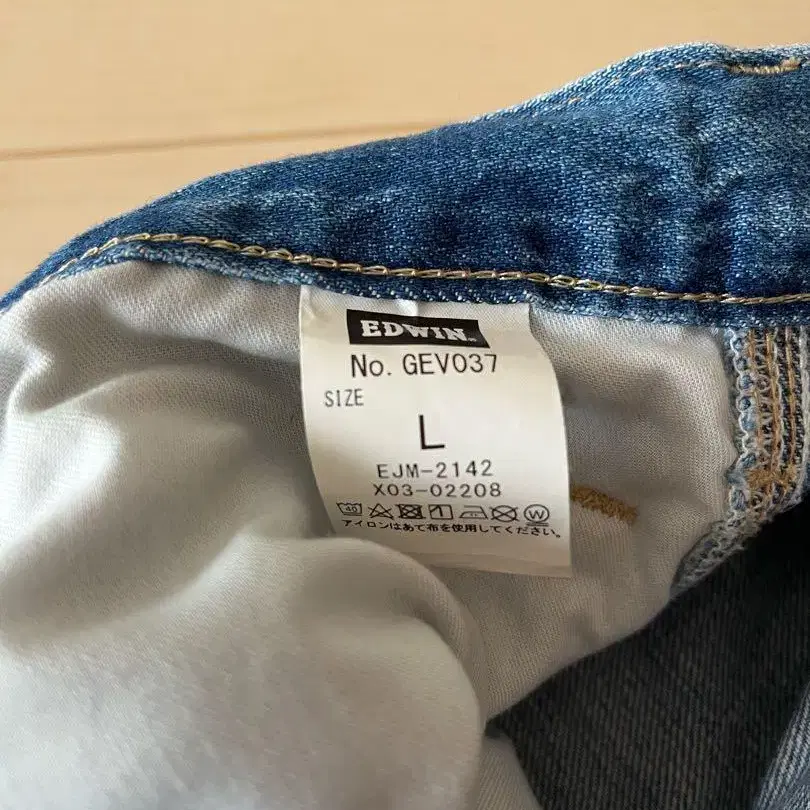 EDWIN
No. GEV037
SIZE
L
EJM-2142
X03-02208
40 1 W
アイロンはあて布を使用してください。